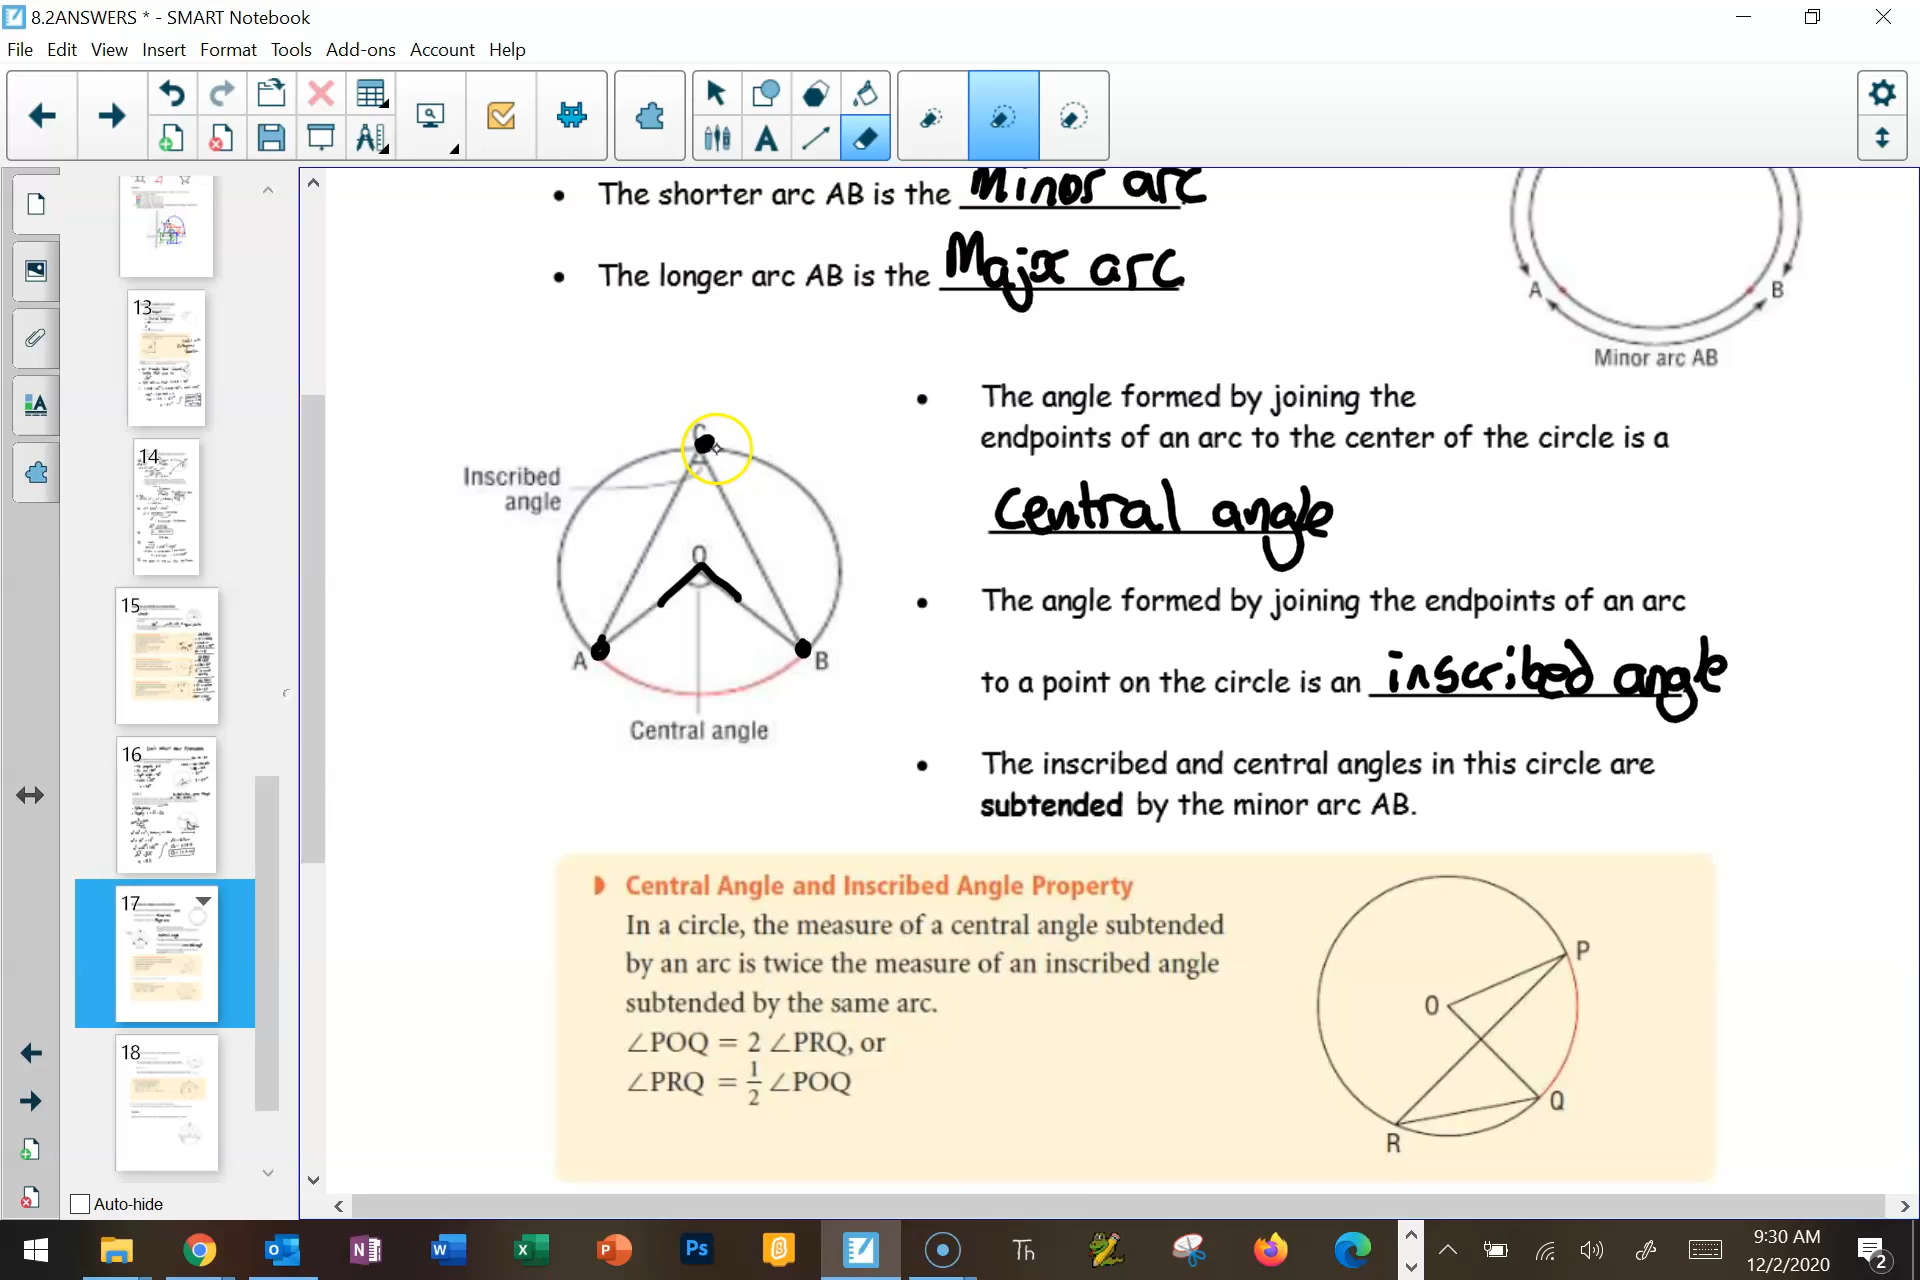 8.2ANSWERS * - SMART Notebook
File Edit View Insert Format Tools Add-ons Account Help
The shorter arc AB is the Minor arc
The longer arc AB is the Major arc
A
B
Minor arc AB
C
Inscribed
angle
O
A
B
Central angle
The angle formed by joining the
endpoints of an arc to the center of the circle is a
central angle
The angle formed by joining the endpoints of an arc
to a point on the circle is an inscribed angle
The inscribed and central angles in this circle are
subtended by the minor arc AB.
Central Angle and Inscribed Angle Property
In a circle, the measure of a central angle subtended
by an arc is twice the measure of an inscribed angle
subtended by the same arc.
∠POQ = 2 ∠PRQ, or
∠PRQ = 1/2 ∠POQ
P
O
Q
R
13
14
15
16
17
18
Auto-hide
Th
9:30 AM
12/2/2020
2